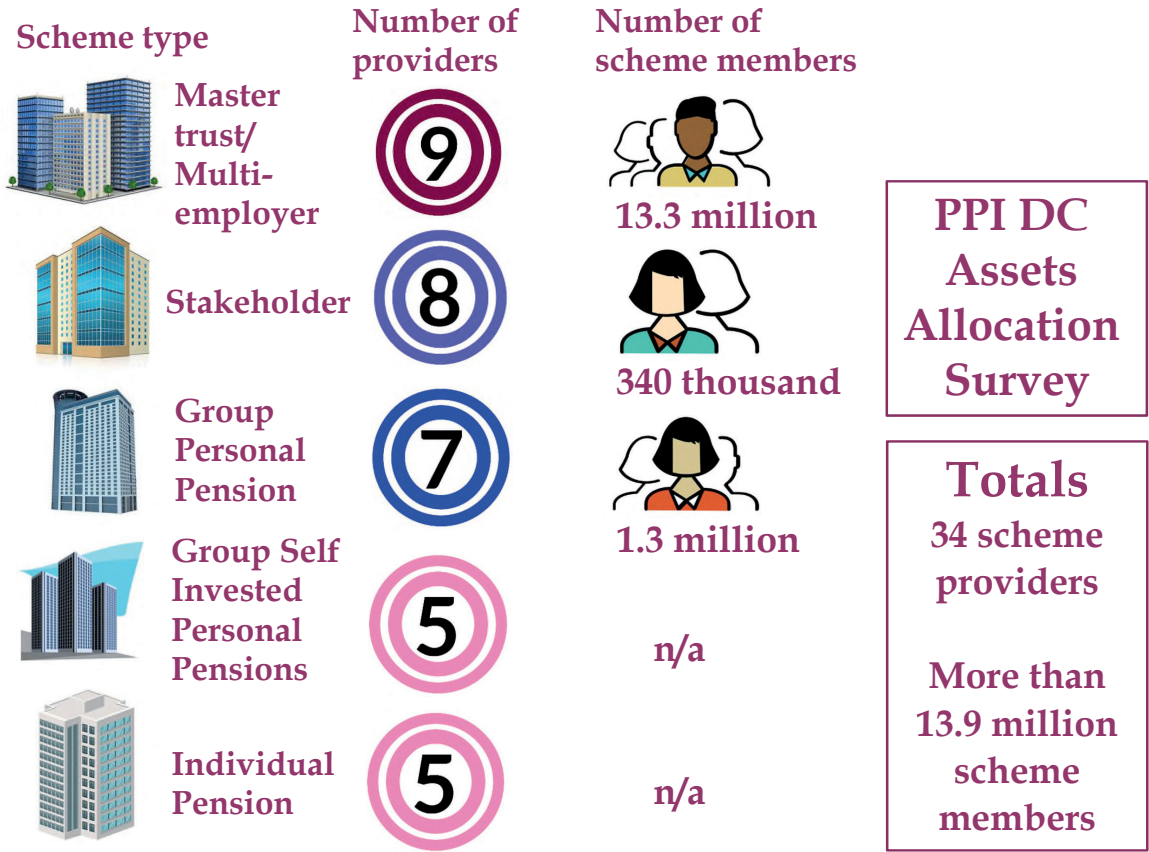 Scheme type
Number of
providers
Number of
scheme members
Master
trust/
Multi-
employer
9
13.3 million
Stakeholder
8
340 thousand
Group
Personal
Pension
7
1.3 million
Group Self
Invested
Personal
Pensions
5
n/a
Individual
Pension
5
n/a
PPI DC
Assets
Allocation
Survey
Totals
34 scheme
providers
More than
13.9 million
scheme
members